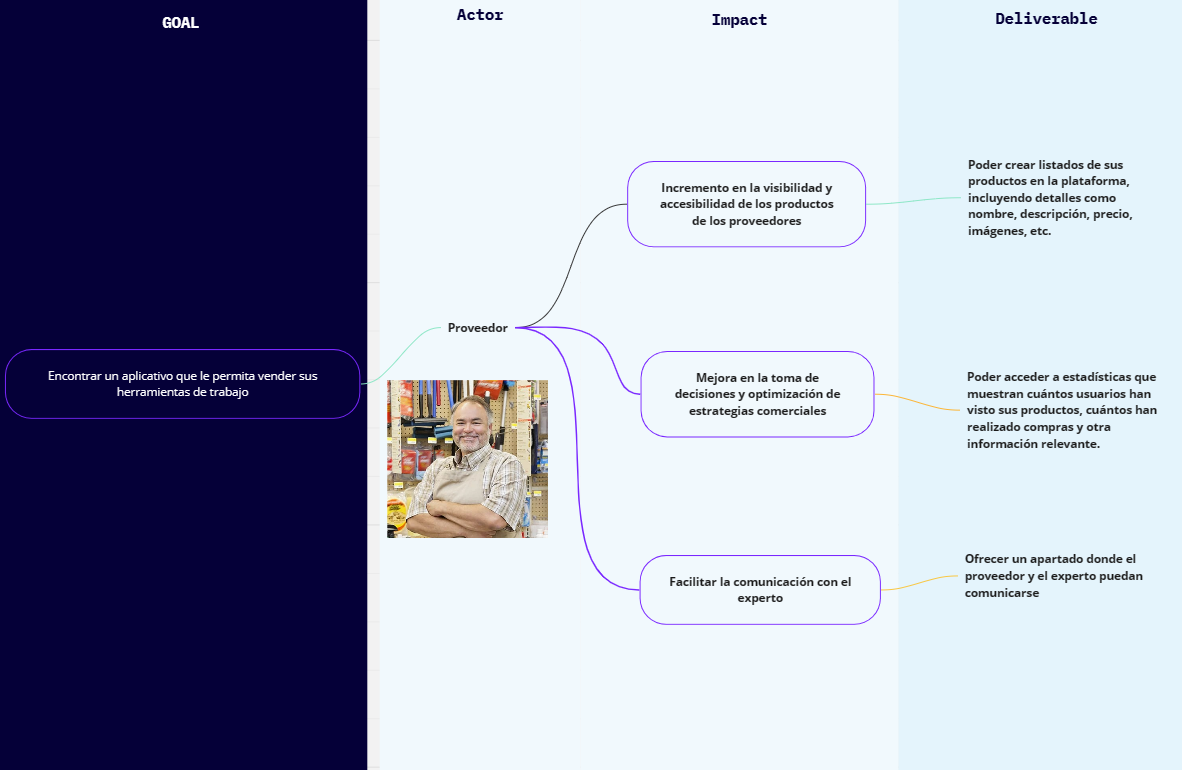 GOAL
Actor
Impact
Deliverable
Encontrar un aplicativo que le permita vender sus
herramientas de trabajo
Proveedor
Incremento en la visibilidad y
accesibilidad de los productos
de los proveedores
Poder crear listados de sus
productos en la plataforma,
incluyendo detalles como
nombre, descripción, precio,
imágenes, etc.
Mejora en la toma de
decisiones y optimización de
estrategias comerciales
Poder acceder a estadísticas que
muestran cuántos usuarios han
visto sus productos, cuántos han
realizado compras y otra
información relevante.
Facilitar la comunicación con el
experto
Ofrecer un apartado donde el
proveedor y el experto puedan
comunicarse